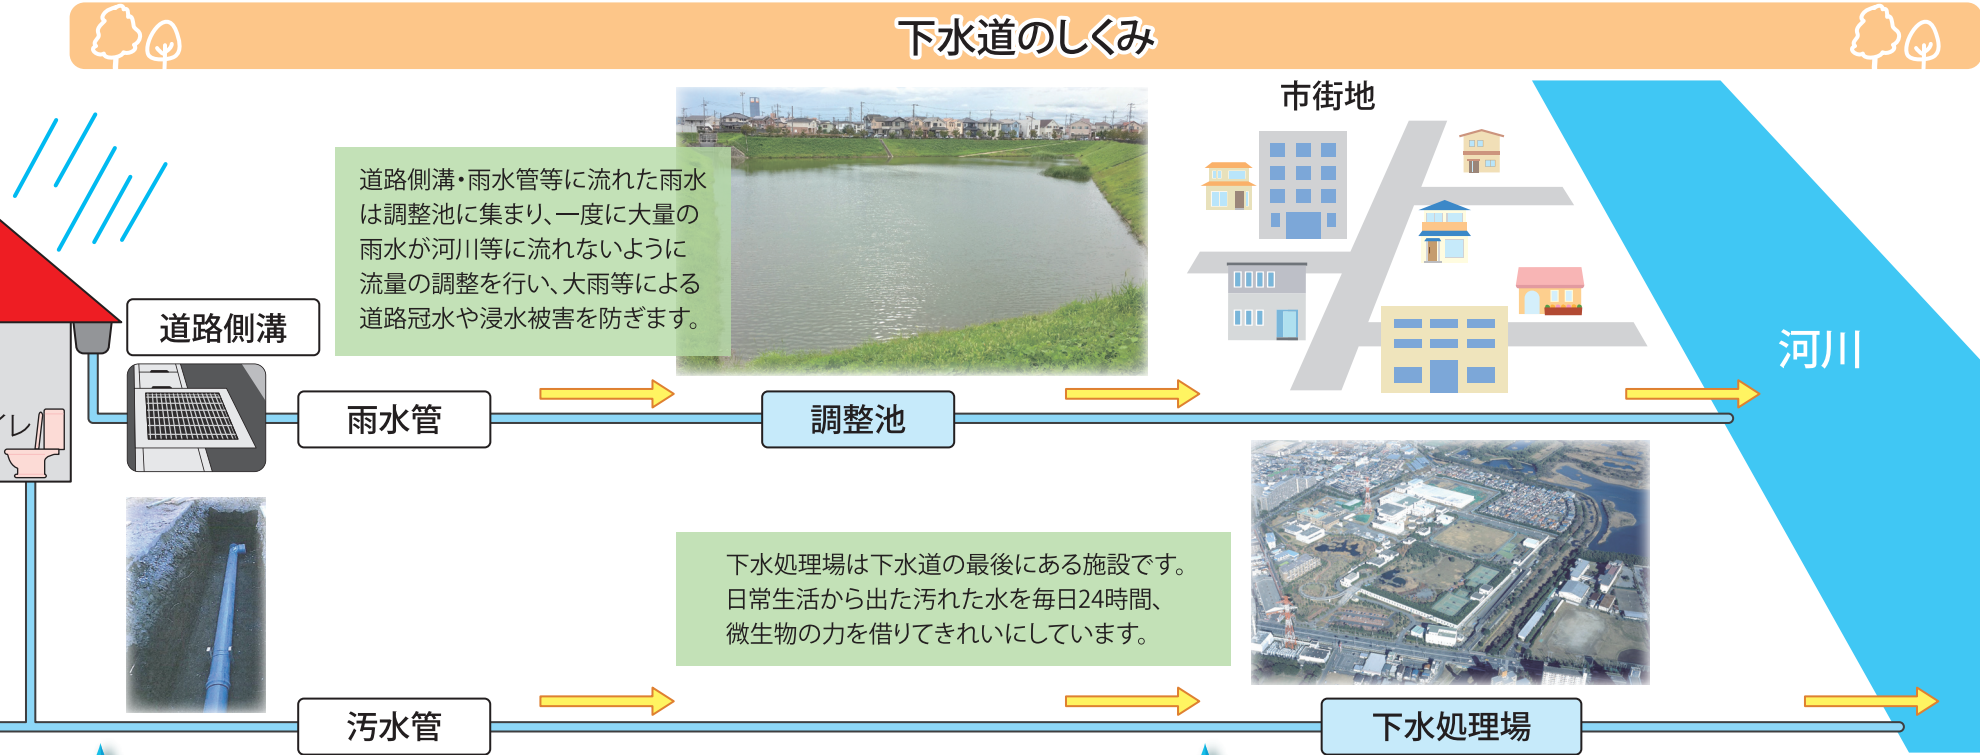 下水道のしくみ
市街地
道路側溝・雨水管等に流れた雨水
は調整池に集まり、一度に大量の
雨水が河川等に流れないように
流量の調整を行い、大雨等による
道路冠水や浸水被害を防ぎます。
道路側溝
河川
雨水管
調整池
イレ
下水処理場は下水道の最後にある施設です。
日常生活から出た汚れた水を毎日24時間、
微生物の力を借りてきれいにしています。
汚水管
下水処理場